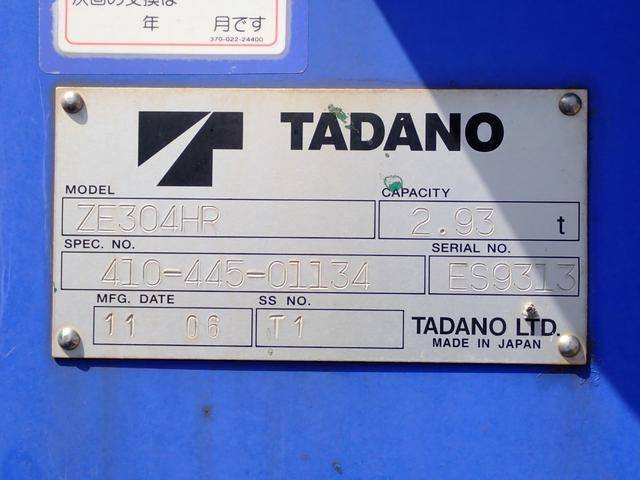 次回の交換は
年 月です
370-022-24400
TADANO
MODEL CAPACITY
ZE304HR 2.93 t
SPEC. NO. SERIAL NO.
410-445-01134 ES9313
MFG. DATE SS NO.
11 06 T1
TADANO LTD.
MADE IN JAPAN